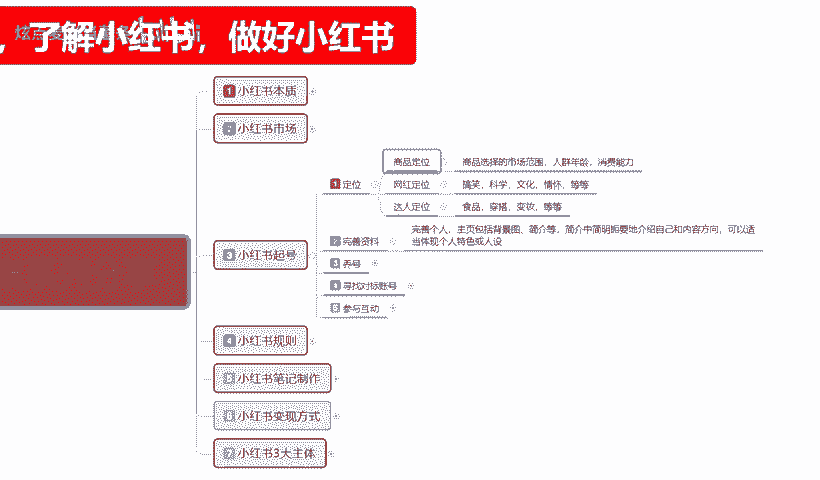 ，了解小红书，做好小红书
1 小红书本质
2 小红书市场
商品定位 商品选择的市场范围，人群年龄，消费能力
1 定位 网红定位 搞笑，科学，文化，情怀，等等
达人定位 食品，穿搭，变妆，等等
完善个人，主页包括背景图、简介等，简介中简明扼要地介绍自己和内容方向，可以适
2 完善资料 当体现个人特色或人设
3 小红书起号
3 养号
4 寻找对标账号
5 参与互动
4 小红书规则
5 小红书笔记制作
6 小红书变现方式
7 小红书3大主体